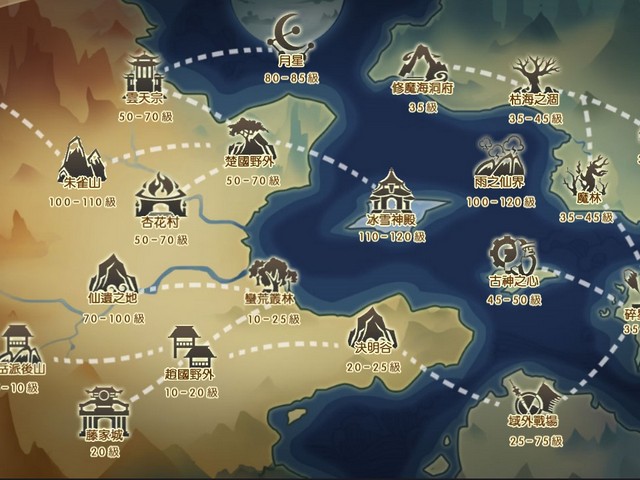 月星
80-85級
修魔海洞府
35級
雲天宗
50-70級
枯海之涸
35-45級
楚國野外
50-70級
朱雀山
100-110級
雨之仙界
100-120級
魔林
35-45級
杏花村
50-70級
冰雪神殿
110-120級
古神之心
45-50級
仙遺之地
70-100級
蠻荒叢林
10-25級
碎
35
決明谷
20-25級
岳派後山
-10級
趙國野外
10-20級
藤家城
20級
域外戰場
25-75級